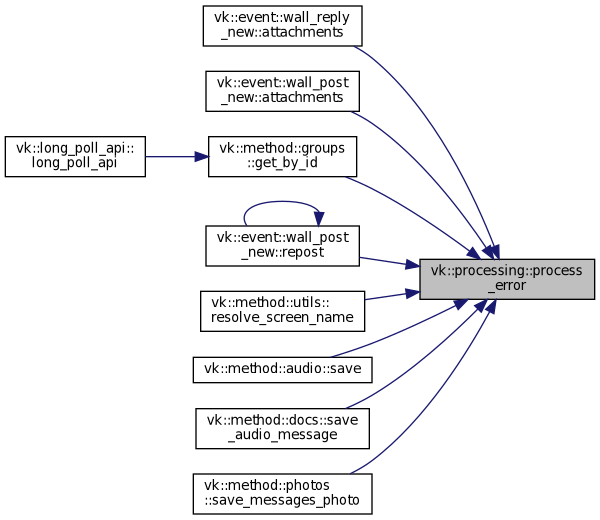 vk::event::wall_reply
_new::attachments
vk::event::wall_post
_new::attachments
vk::long_poll_api::
long_poll_api
vk::method::groups
::get_by_id
vk::event::wall_post
_new::repost
vk::processing::process
_error
vk::method::utils::
resolve_screen_name
vk::method::audio::save
vk::method::docs::save
_audio_message
vk::method::photos
::save_messages_photo